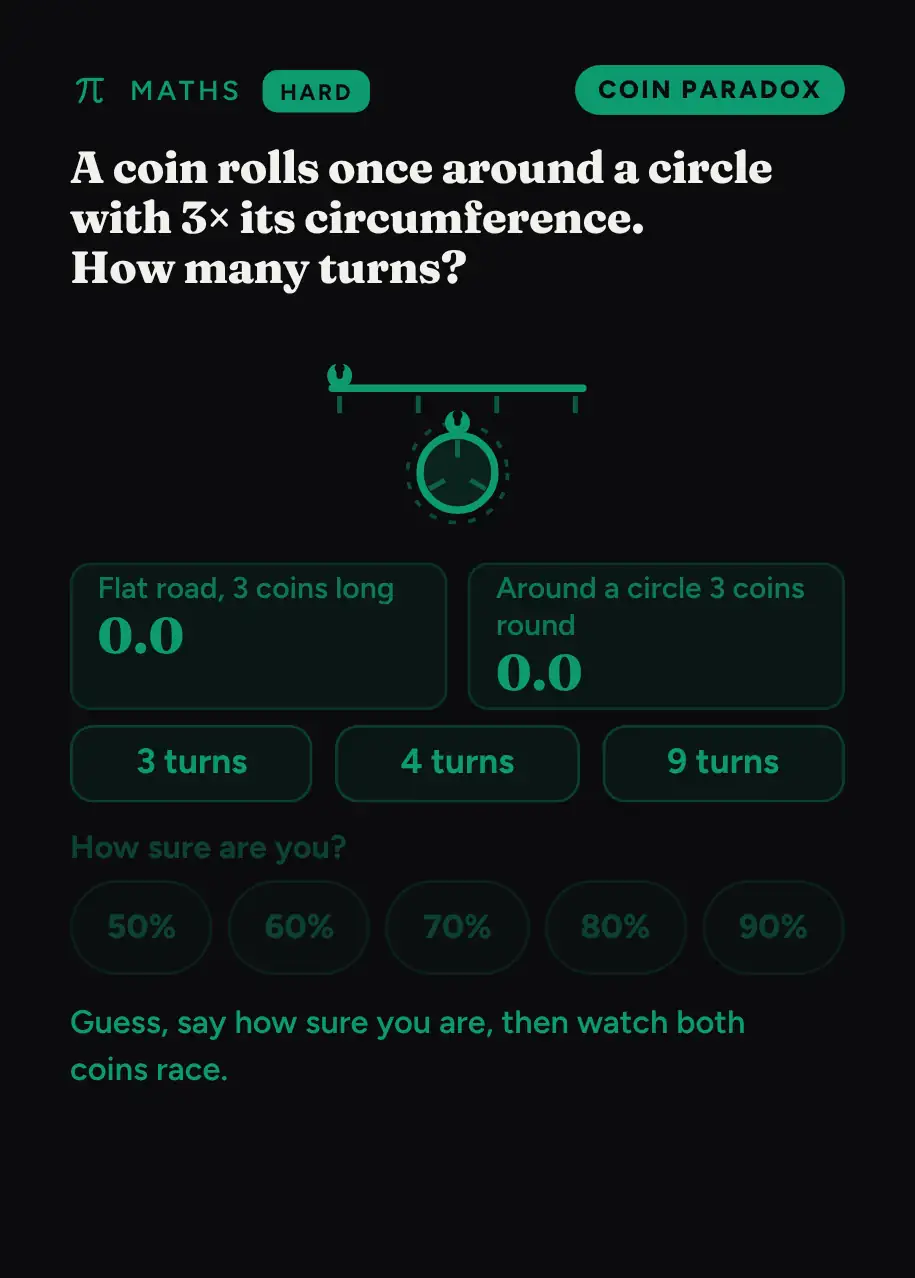 π MATHS HARD COIN PARADOX
A coin rolls once around a circle
with 3× its circumference.
How many turns?
Flat road, 3 coins long
0.0
Around a circle 3 coins
round
0.0
3 turns 4 turns 9 turns
How sure are you?
50% 60% 70% 80% 90%
Guess, say how sure you are, then watch both
coins race.